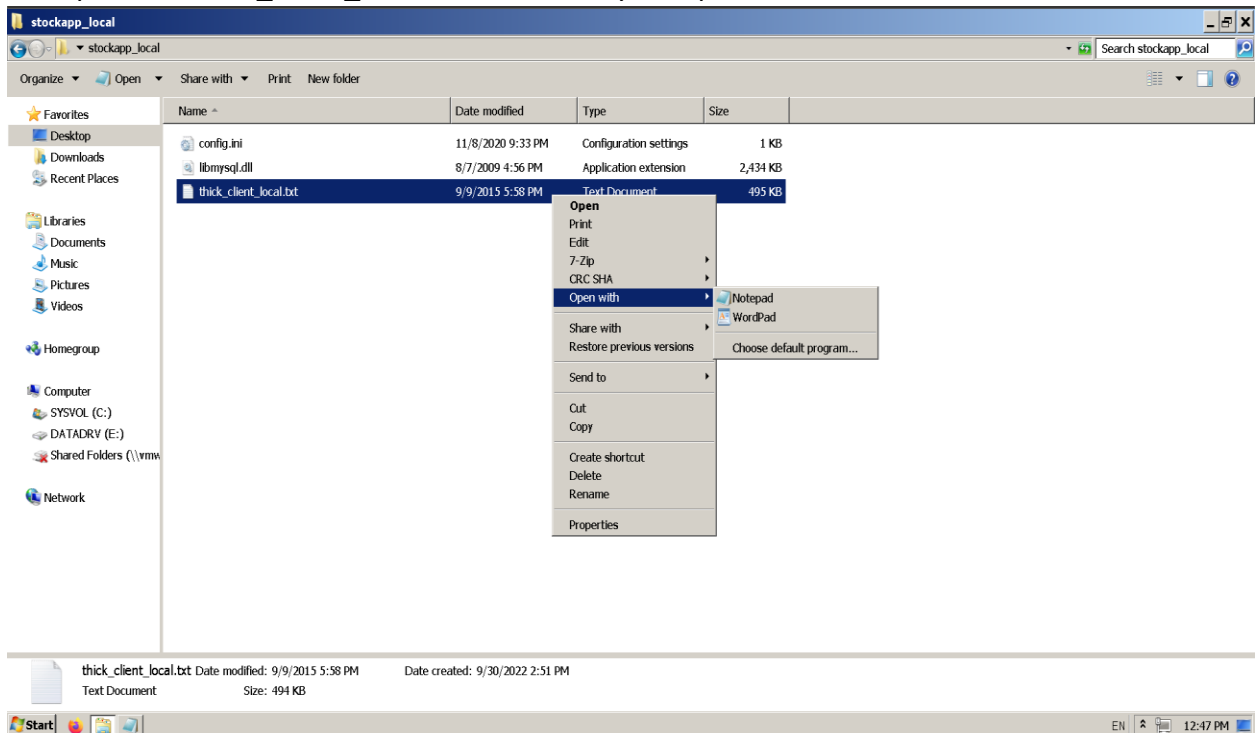 stockapp_local
stockapp_local
Search stockapp_local
Organize Open Share with Print New folder
Favorites
Desktop
Downloads
Recent Places
Libraries
Documents
Music
Pictures
Videos
Homegroup
Computer
SYSVOL (C:)
DATADRV (E:)
Shared Folders (\\vmw
Network
Name Date modified Type Size
config.ini 11/8/2020 9:33 PM Configuration settings 1 KB
libmysql.dll 8/7/2009 4:56 PM Application extension 2,434 KB
thick_client_local.txt 9/9/2015 5:58 PM Text Document 495 KB
Open
Print
Edit
7-Zip
CRC SHA
Open with
Share with
Restore previous versions
Send to
Cut
Copy
Create shortcut
Delete
Rename
Properties
Notepad
WordPad
Choose default program...
thick_client_local.txt Date modified: 9/9/2015 5:58 PM Date created: 9/30/2022 2:51 PM
Text Document Size: 494 KB
Start EN 12:47 PM